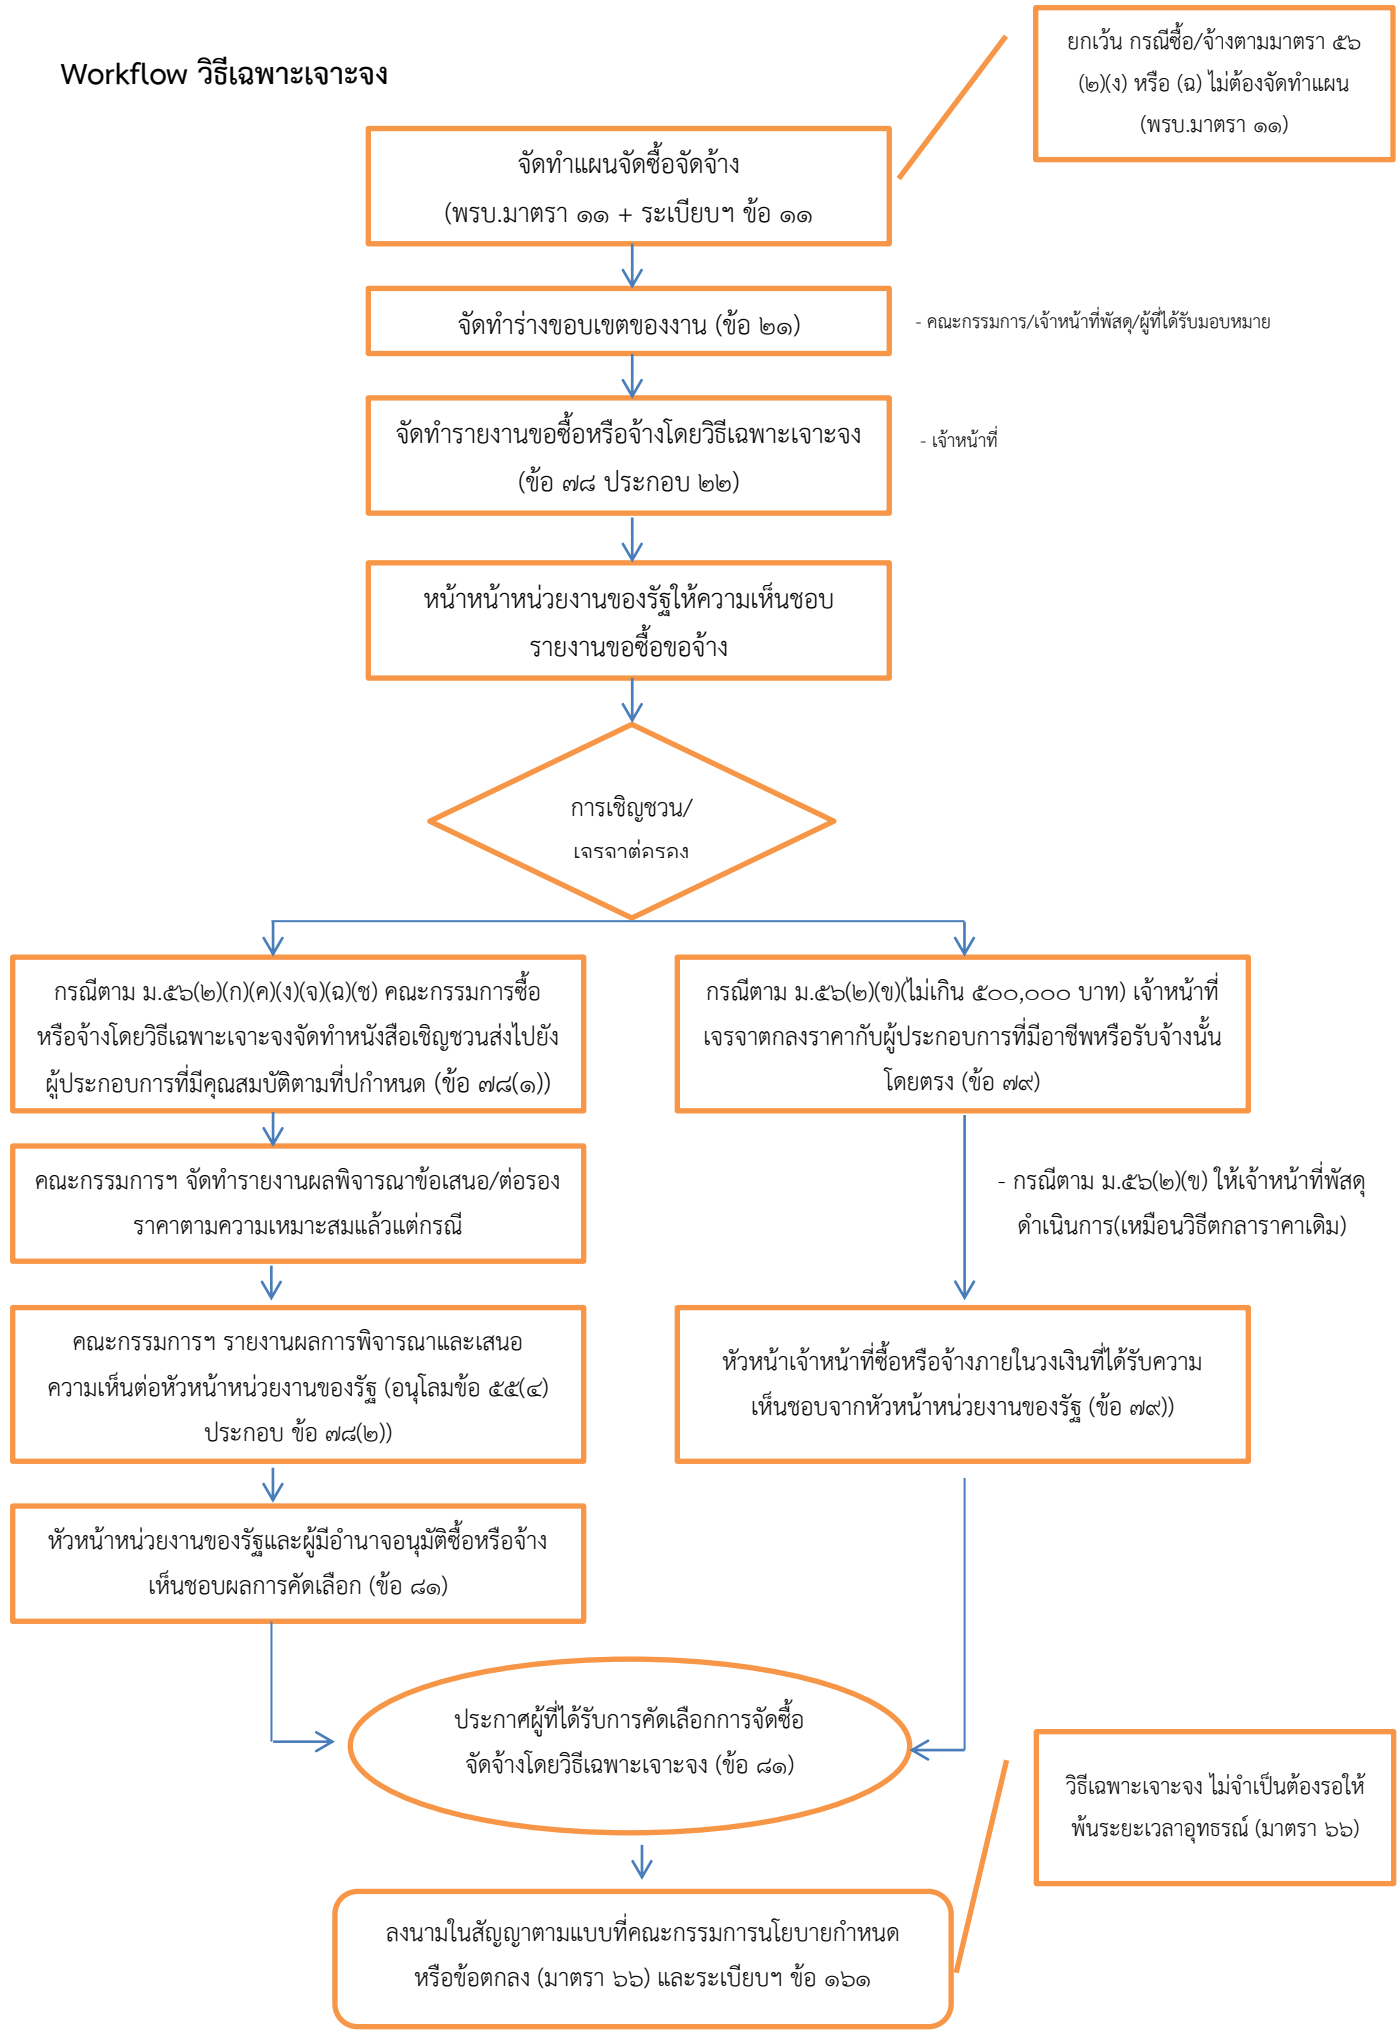 Workflow วิธีเฉพาะเจาะจง
ยกเว้น กรณีซื้อ/จ้างตามมาตรา ๕๖
(๒)(ง) หรือ (ฉ) ไม่ต้องจัดทำแผน
(พรบ.มาตรา ๑๑)
จัดทำแผนจัดซื้อจัดจ้าง
(พรบ.มาตรา ๑๑ + ระเบียบฯ ข้อ ๑๑
จัดทำร่างขอบเขตของงาน (ข้อ ๒๑)
- คณะกรรมการ/เจ้าหน้าที่พัสดุ/ผู้ที่ได้รับมอบหมาย
จัดทำรายงานขอซื้อหรือจ้างโดยวิธีเฉพาะเจาะจง
(ข้อ ๗๘ ประกอบ ๒๒)
- เจ้าหน้าที่
หน้าหน้าหน่วยงานของรัฐให้ความเห็นชอบ
รายงานขอซื้อขอจ้าง
การเชิญชวน/
เจรจาต่อรอง
กรณีตาม ม.๕๖(๒)(ก)(ค)(ง)(จ)(ฉ)(ช) คณะกรรมการซื้อ
หรือจ้างโดยวิธีเฉพาะเจาะจงจัดทำหนังสือเชิญชวนส่งไปยัง
ผู้ประกอบการที่มีคุณสมบัติตามที่ปกำหนด (ข้อ ๗๘(๑))
กรณีตาม ม.๕๖(๒)(ข)(ไม่เกิน ๕๐๐,๐๐๐ บาท) เจ้าหน้าที่
เจรจาตกลงราคากับผู้ประกอบการที่มีอาชีพหรือรับจ้างนั้น
โดยตรง (ข้อ ๗๙)
คณะกรรมการฯ จัดทำรายงานผลพิจารณาข้อเสนอ/ต่อรอง
ราคาตามความเหมาะสมแล้วแต่กรณี
- กรณีตาม ม.๕๖(๒)(ข) ให้เจ้าหน้าที่พัสดุ
ดำเนินการ(เหมือนวิธีตกลาราคาเดิม)
คณะกรรมการฯ รายงานผลการพิจารณาและเสนอ
ความเห็นต่อหัวหน้าหน่วยงานของรัฐ (อนุโลมข้อ ๕๕(๔)
ประกอบ ข้อ ๗๘(๒))
หัวหน้าเจ้าหน้าที่ซื้อหรือจ้างภายในวงเงินที่ได้รับความ
เห็นชอบจากหัวหน้าหน่วยงานของรัฐ (ข้อ ๗๙))
หัวหน้าหน่วยงานของรัฐและผู้มีอำนาจอนุมัติซื้อหรือจ้าง
เห็นชอบผลการคัดเลือก (ข้อ ๘๑)
ประกาศผู้ที่ได้รับการคัดเลือกการจัดซื้อ
จัดจ้างโดยวิธีเฉพาะเจาะจง (ข้อ ๘๑)
วิธีเฉพาะเจาะจง ไม่จำเป็นต้องรอให้
พ้นระยะเวลาอุทธรณ์ (มาตรา ๖๖)
ลงนามในสัญญาตามแบบที่คณะกรรมการนโยบายกำหนด
หรือข้อตกลง (มาตรา ๖๖) และระเบียบฯ ข้อ ๑๖๑